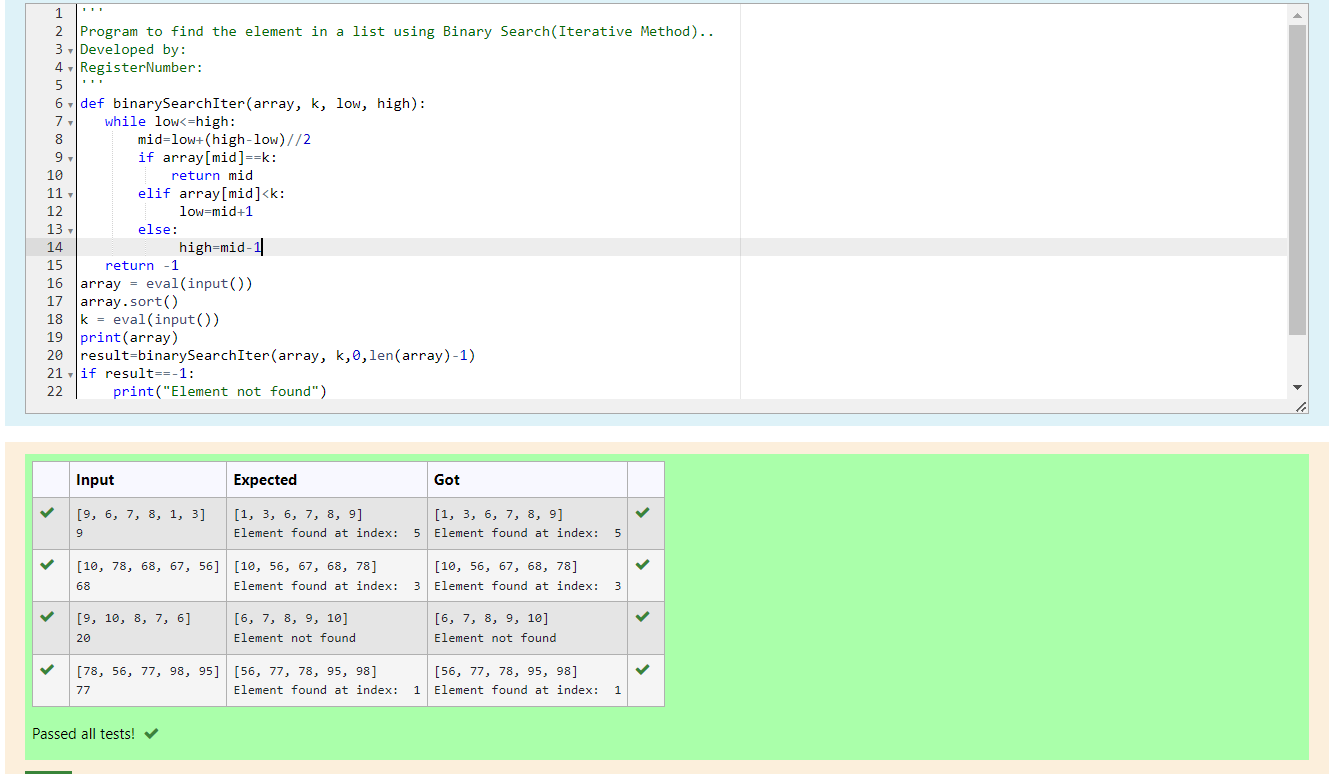 1 '''
2 Program to find the element in a list using Binary Search(Iterative Method)..
3 Developed by:
4 RegisterNumber:
5 '''
6 def binarySearchIter(array, k, low, high):
7    while low<=high:
8        mid=low+(high-low)//2
9        if array[mid]==k:
10            return mid
11        elif array[mid]<k:
12             low=mid+1
13        else:
14             high=mid-1
15    return -1
16 array = eval(input())
17 array.sort()
18 k = eval(input())
19 print(array)
20 result=binarySearchIter(array, k,0,len(array)-1)
21 if result==-1:
22     print("Element not found")
Input Expected Got
[9, 6, 7, 8, 1, 3] [1, 3, 6, 7, 8, 9] [1, 3, 6, 7, 8, 9]
9 Element found at index:  5 Element found at index:  5
[10, 78, 68, 67, 56] [10, 56, 67, 68, 78] [10, 56, 67, 68, 78]
68 Element found at index:  3 Element found at index:  3
[9, 10, 8, 7, 6] [6, 7, 8, 9, 10] [6, 7, 8, 9, 10]
20 Element not found Element not found
[78, 56, 77, 98, 95] [56, 77, 78, 95, 98] [56, 77, 78, 95, 98]
77 Element found at index:  1 Element found at index:  1
Passed all tests!